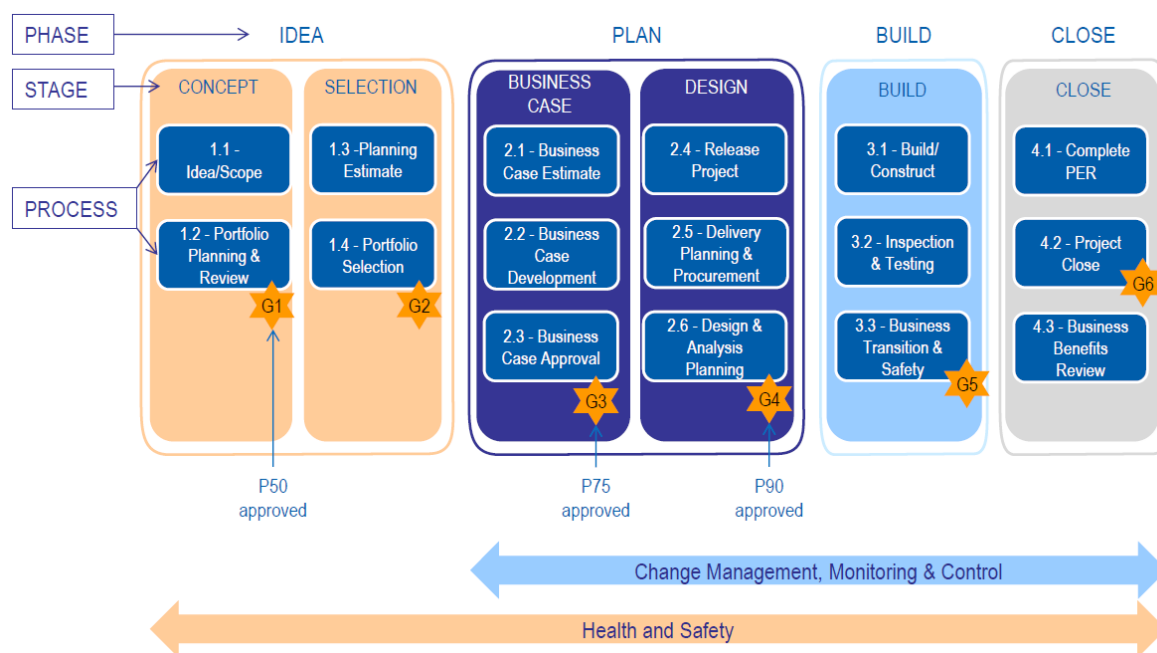 PHASE
IDEA
PLAN
BUILD
CLOSE
STAGE
CONCEPT
SELECTION
BUSINESS
CASE
DESIGN
BUILD
CLOSE
PROCESS
1.1 -
Idea/Scope
1.2 - Portfolio
Planning &
Review
G1
1.3 -Planning
Estimate
1.4 - Portfolio
Selection
G2
2.1 - Business
Case Estimate
2.2 - Business
Case
Development
2.3 - Business
Case Approval
G3
2.4 - Release
Project
2.5 - Delivery
Planning &
Procurement
2.6 - Design &
Analysis
Planning
G4
3.1 - Build/
Construct
3.2 - Inspection
& Testing
3.3 - Business
Transition &
Safety
G5
4.1 - Complete
PER
4.2 - Project
Close
G6
4.3 - Business
Benefits
Review
P50
approved
P75
approved
P90
approved
Change Management, Monitoring & Control
Health and Safety